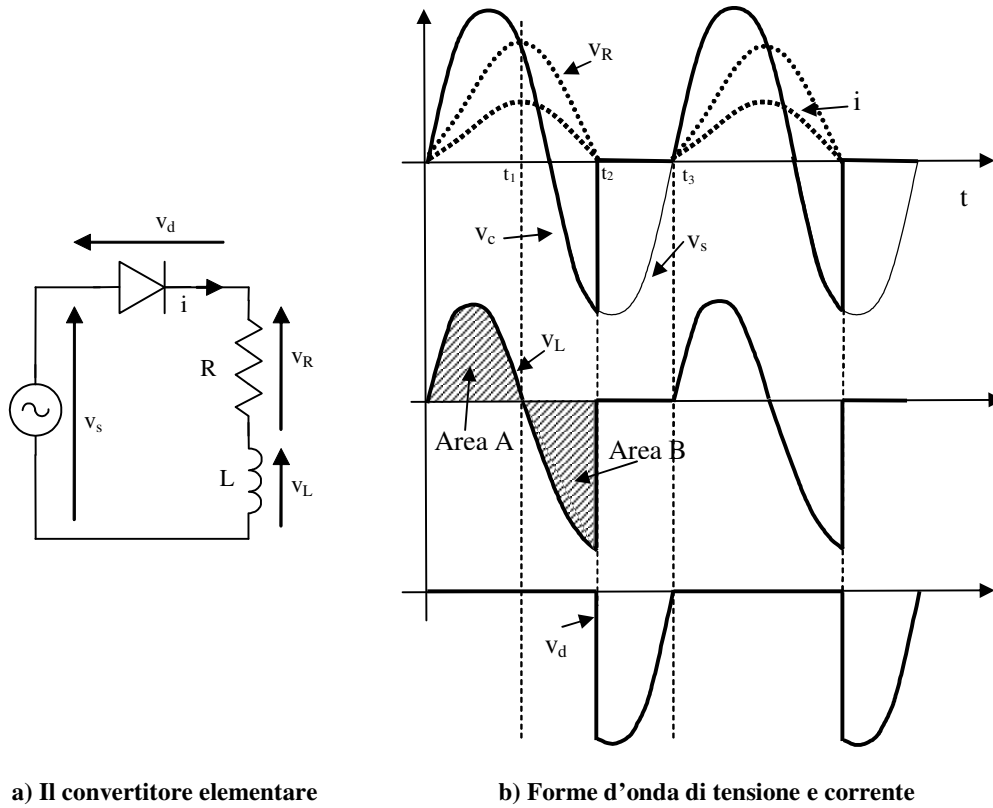 v_d
i
R
v_R
v_s
L
v_L
v_R
i
t_1
t_2
t_3
t
v_c
v_s
v_L
Area A
Area B
v_d
a) Il convertitore elementare
b) Forme d'onda di tensione e corrente